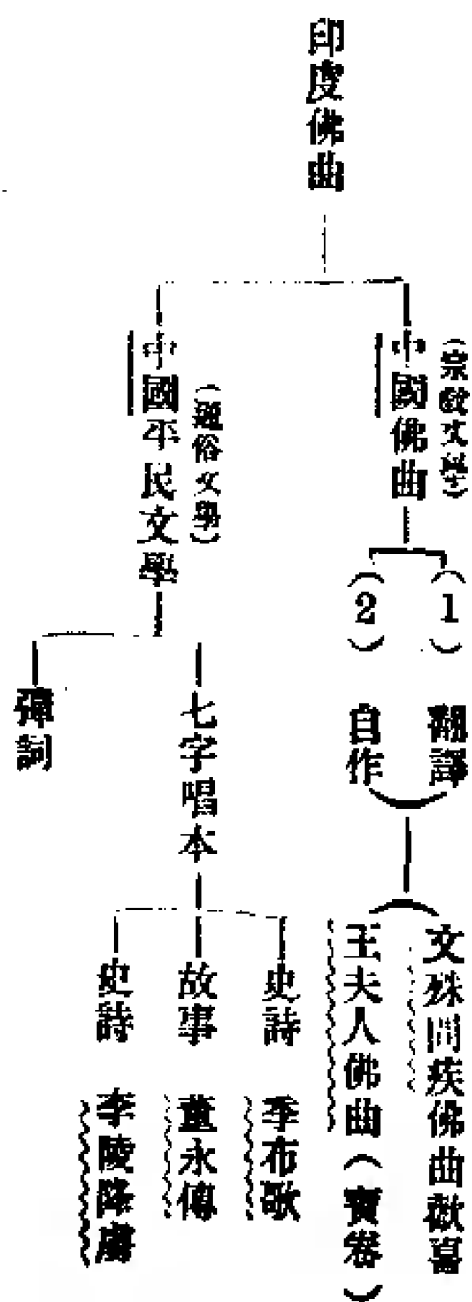 印度佛曲
(宗教文學)
中國佛曲
(1) 翻譯
(2) 自作
文殊問疾佛曲歡喜
王夫人佛曲(寶卷)
(通俗文學)
中國平民文學
七字唱本
史詩 季布歌
故事 董永傳
史詩 李陵降虜
彈詞